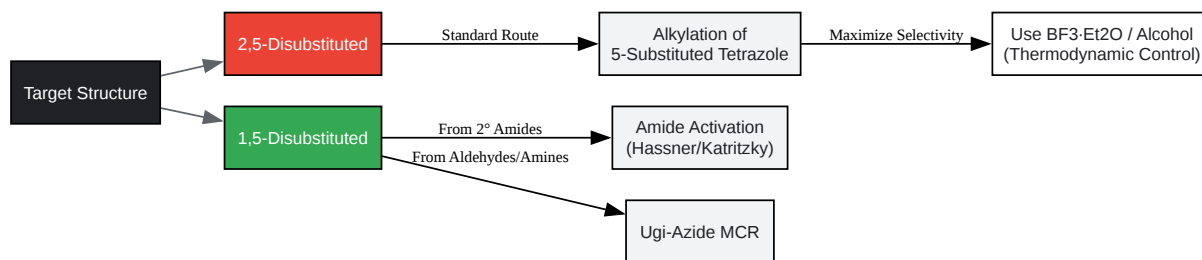 Target Structure
2,5-Disubstituted
Standard Route
Alkylation of
5-Substituted Tetrazole
Maximize Selectivity
Use BF3·Et2O / Alcohol
(Thermodynamic Control)
1,5-Disubstituted
From 2° Amides
Amide Activation
(Hassner/Katritzky)
From Aldehydes/Amines
Ugi-Azide MCR